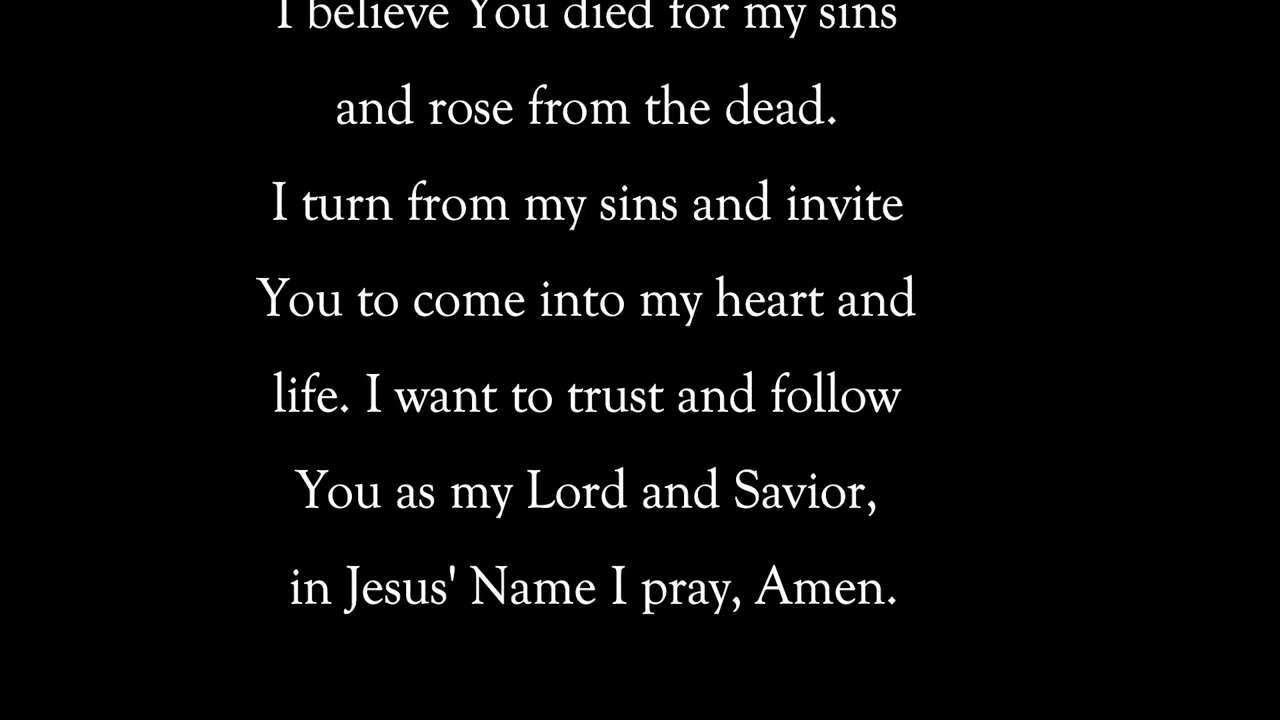 I believe You died for my sins
and rose from the dead.
I turn from my sins and invite
You to come into my heart and
life. I want to trust and follow
You as my Lord and Savior,
in Jesus' Name I pray, Amen.